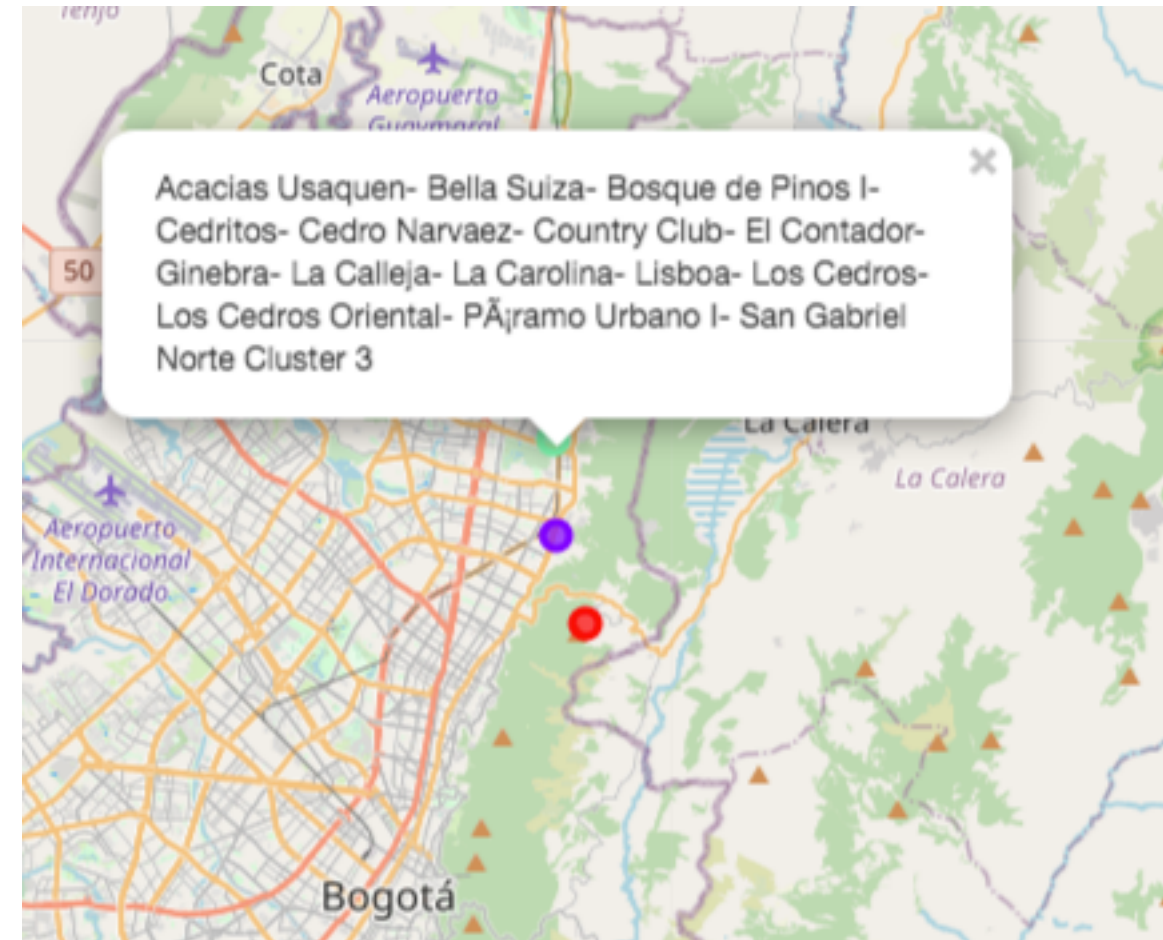 Tenjo
Cota
Aeropuerto
Guaymaral
×
Acacias Usaquen- Bella Suiza- Bosque de Pinos I-
Cedritos- Cedro Narvaez- Country Club- El Contador-
Ginebra- La Calleja- La Carolina- Lisboa- Los Cedros-
Los Cedros Oriental- PÃ¡ramo Urbano I- San Gabriel
Norte Cluster 3
50
La Calera
La Calera
Aeropuerto
Internacional
El Dorado
Bogotá